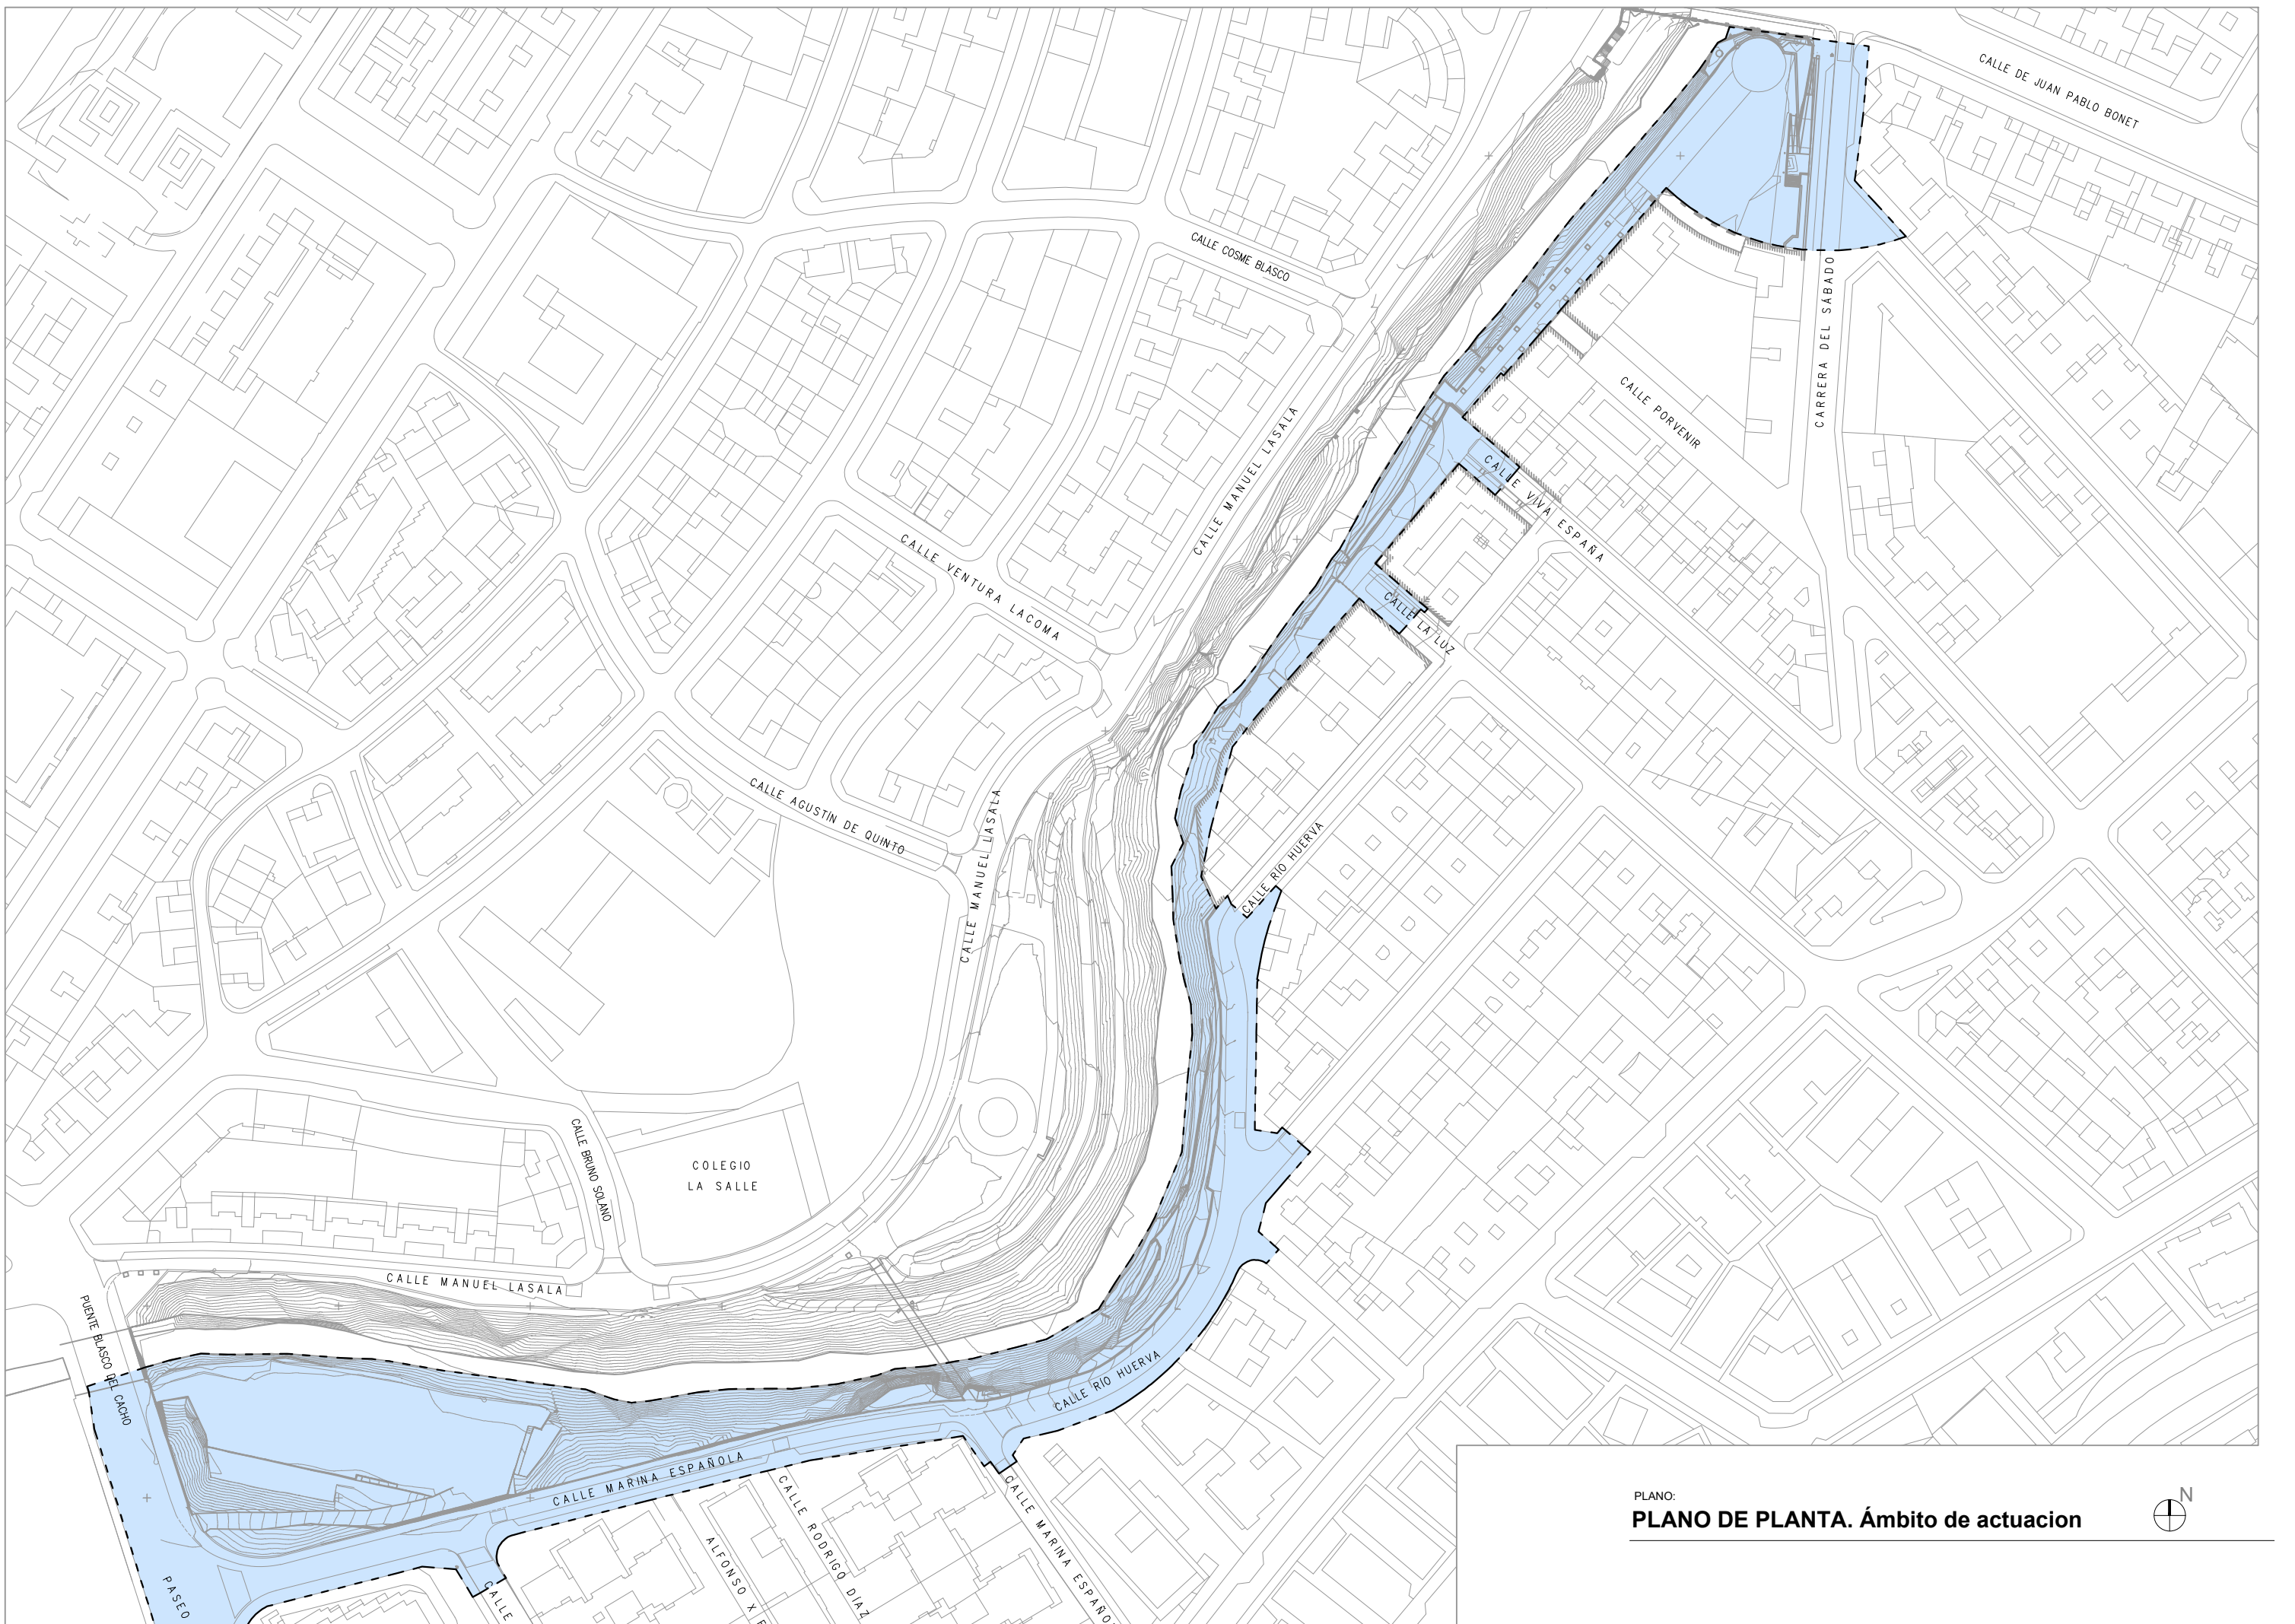 CALLE DE JUAN PABLO BONET
CALLE COSME BLASCO
CARRERA DEL SÁBADO
CALLE PORVENIR
CALLE MANUEL LASALA
CALLE VIVA ESPAÑA
CALLE VENTURA LACOMA
CALLE LA LUZ
CALLE AGUSTÍN DE QUINTO
CALLE MANUEL LASALA
CALLE RÍO HUERVA
CALLE BRUNO SOLANO
COLEGIO
LA SALLE
CALLE MANUEL LASALA
PUENTE BLASCO DEL CACHO
CALLE RÍO HUERVA
CALLE MARINA ESPAÑOLA
CALLE RODRIGO DIAZ
CALLE MARINA ESPAÑO
ALFONSO X
PASEO
CALLE
PLANO:
PLANO DE PLANTA. Ámbito de actuacion
N